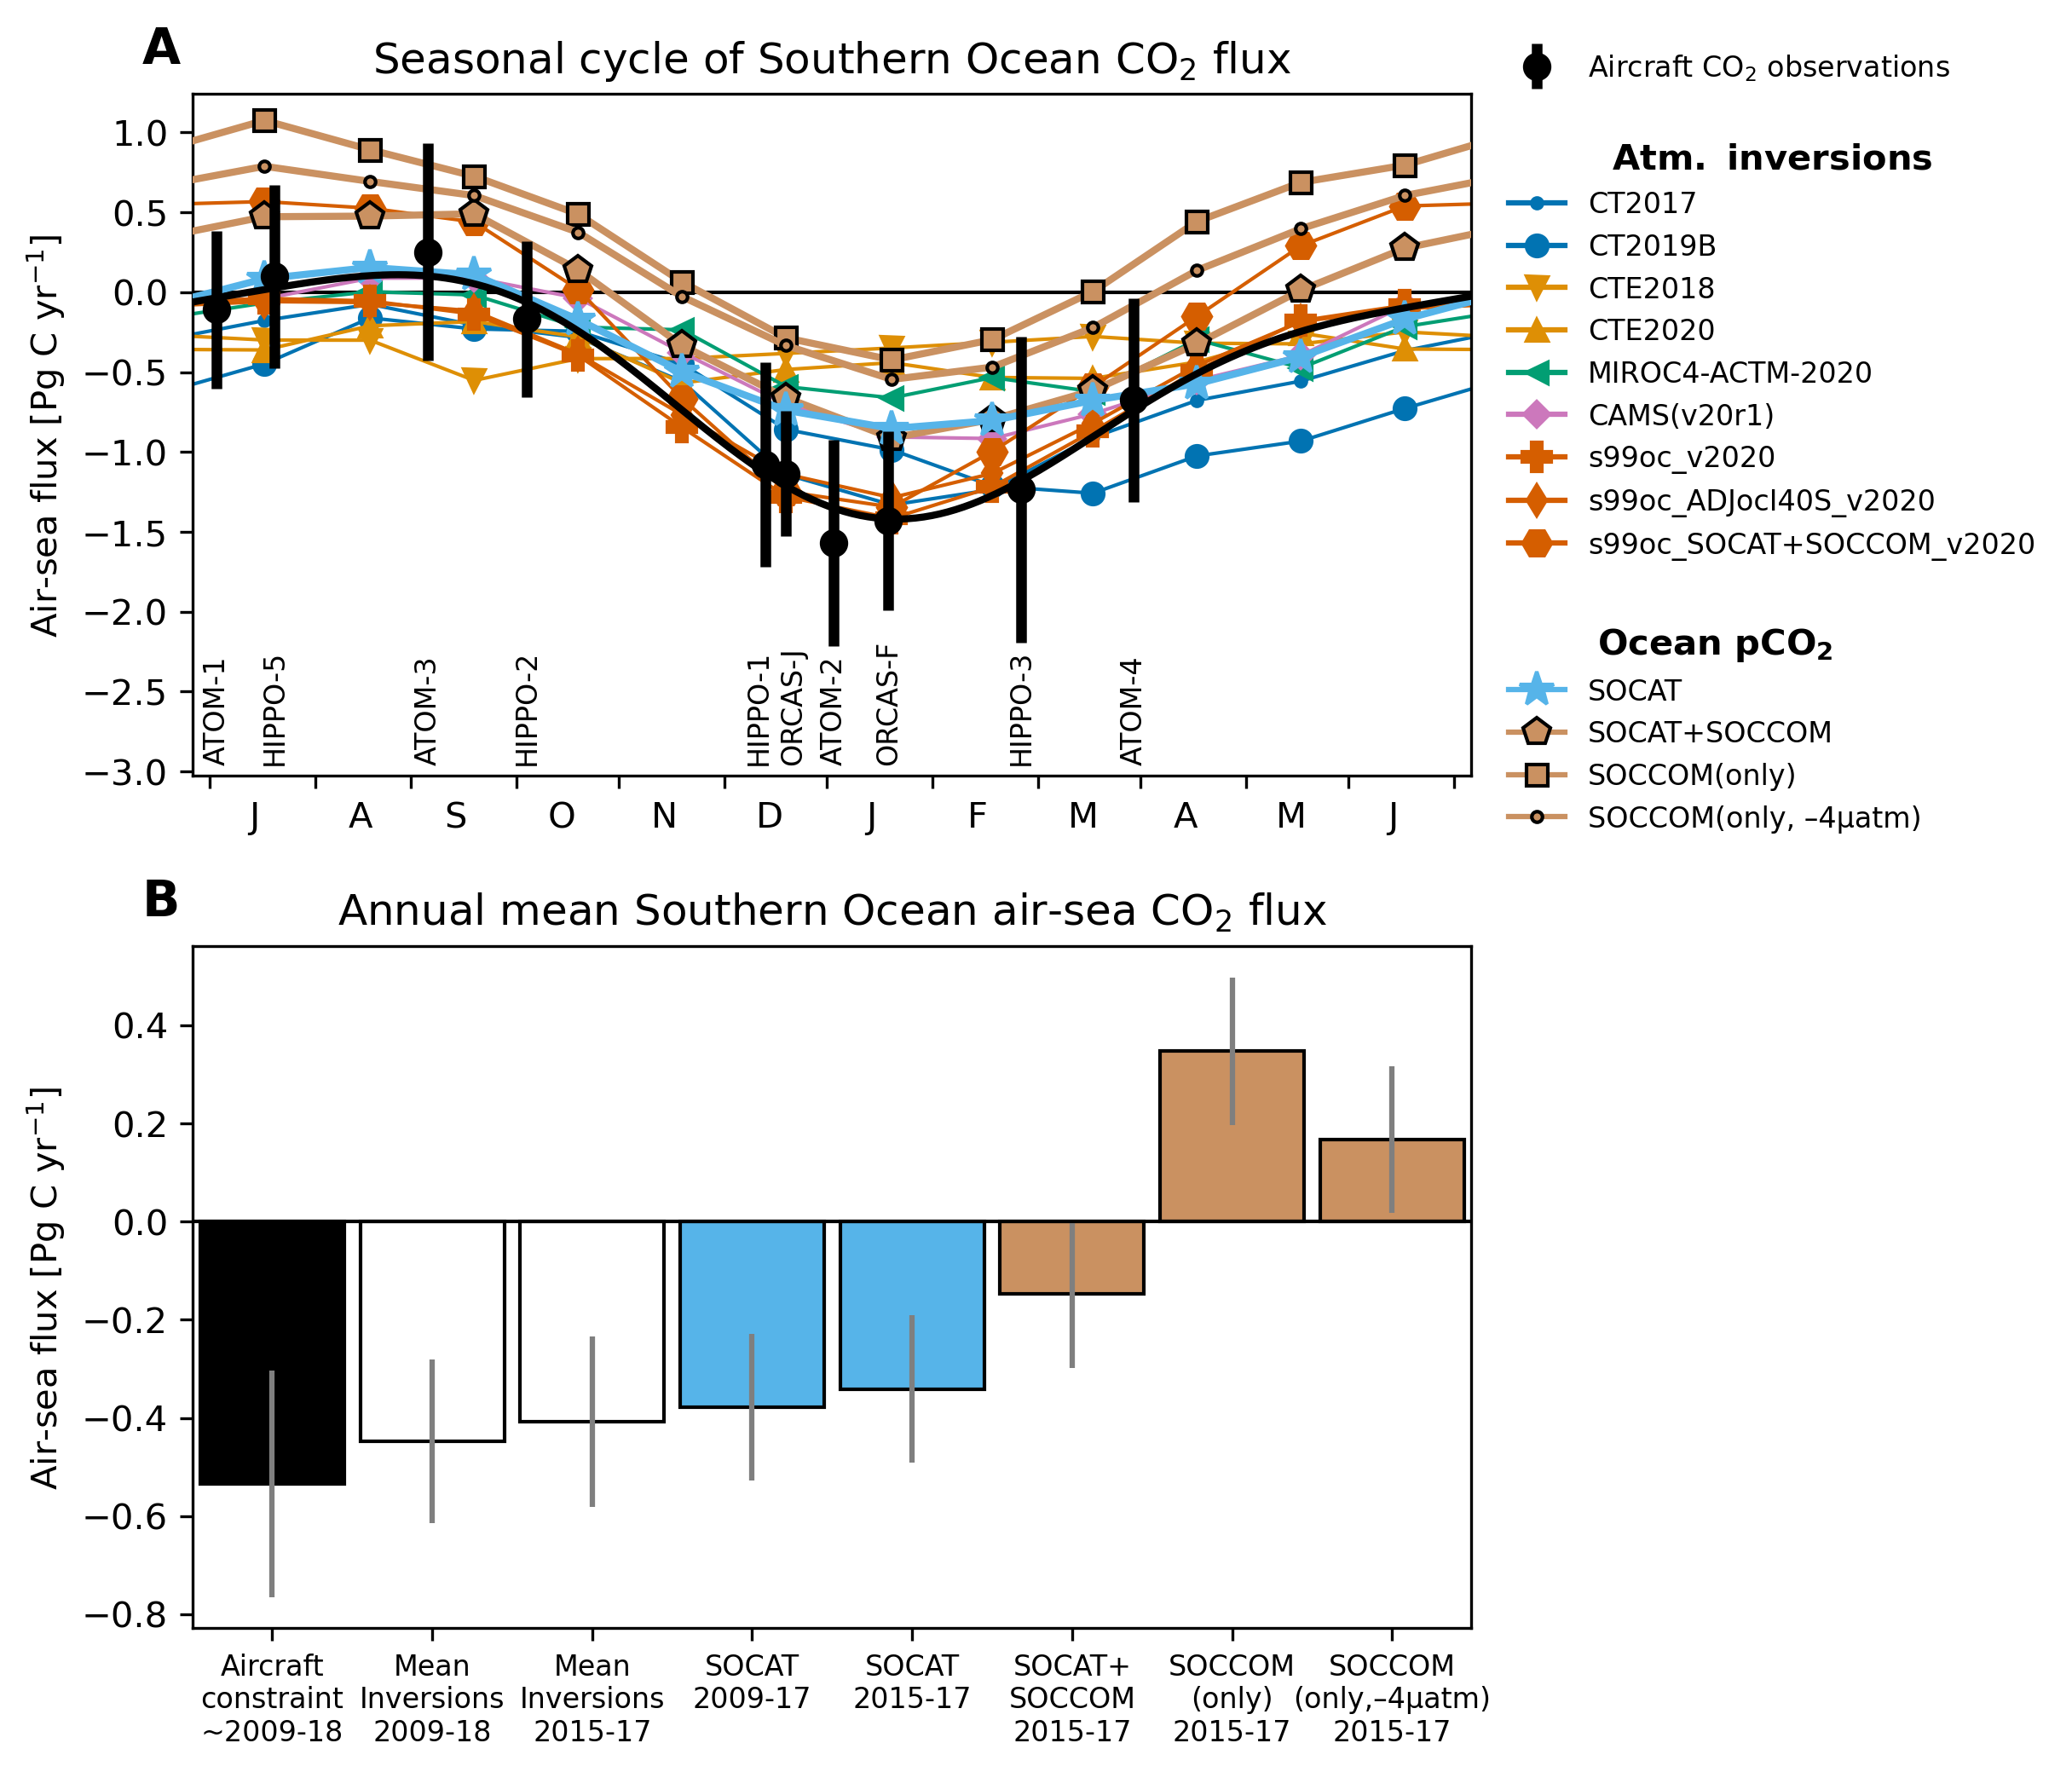 A
Seasonal cycle of Southern Ocean CO₂ flux
Air-sea flux [Pg C yr⁻¹]
1.0
0.5
0.0
−0.5
−1.0
−1.5
−2.0
−2.5
−3.0
ATOM-1
HIPPO-5
ATOM-3
HIPPO-2
HIPPO-1
ORCAS-J
ATOM-2
ORCAS-F
HIPPO-3
ATOM-4
J A S O N D J F M A M J
Aircraft CO₂ observations
Atm. inversions
CT2017
CT2019B
CTE2018
CTE2020
MIROC4-ACTM-2020
CAMS(v20r1)
s99oc_v2020
s99oc_ADJocI40S_v2020
s99oc_SOCAT+SOCCOM_v2020
Ocean pCO₂
SOCAT
SOCAT+SOCCOM
SOCCOM(only)
SOCCOM(only, –4µatm)
B
Annual mean Southern Ocean air-sea CO₂ flux
Air-sea flux [Pg C yr⁻¹]
0.4
0.2
0.0
−0.2
−0.4
−0.6
−0.8
Aircraft
constraint
~2009-18
Mean
Inversions
2009-18
Mean
Inversions
2015-17
SOCAT
2009-17
SOCAT
2015-17
SOCAT+
SOCCOM
2015-17
SOCCOM
(only)
2015-17
SOCCOM
(only,–4µatm)
2015-17